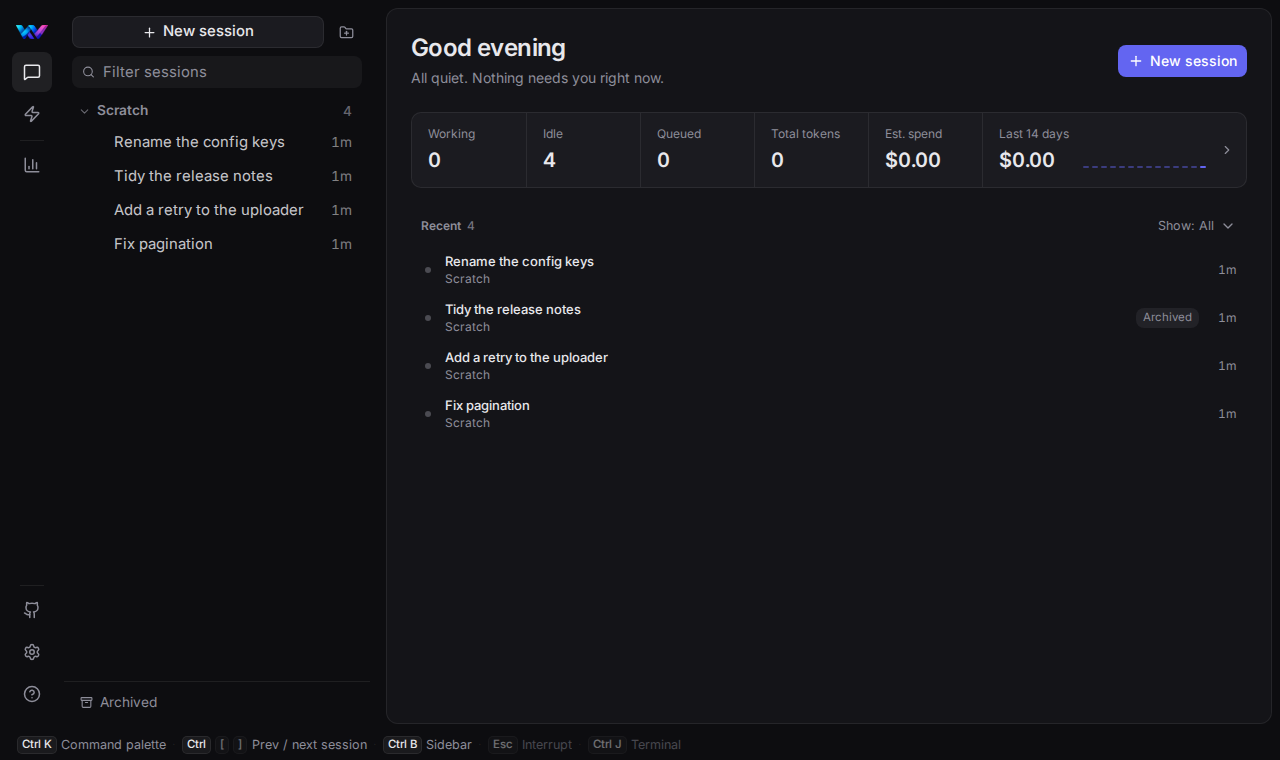 New session
Filter sessions
Scratch 4
Rename the config keys 1m
Tidy the release notes 1m
Add a retry to the uploader 1m
Fix pagination 1m
Archived
Good evening
All quiet. Nothing needs you right now.
New session
Working Idle Queued Total tokens Est. spend Last 14 days
0 4 0 0 $0.00 $0.00
Recent 4 Show: All
Rename the config keys
Scratch 1m
Tidy the release notes
Scratch Archived 1m
Add a retry to the uploader
Scratch 1m
Fix pagination
Scratch 1m
Ctrl K Command palette · Ctrl [ ] Prev / next session · Ctrl B Sidebar Esc Interrupt · Ctrl J Terminal